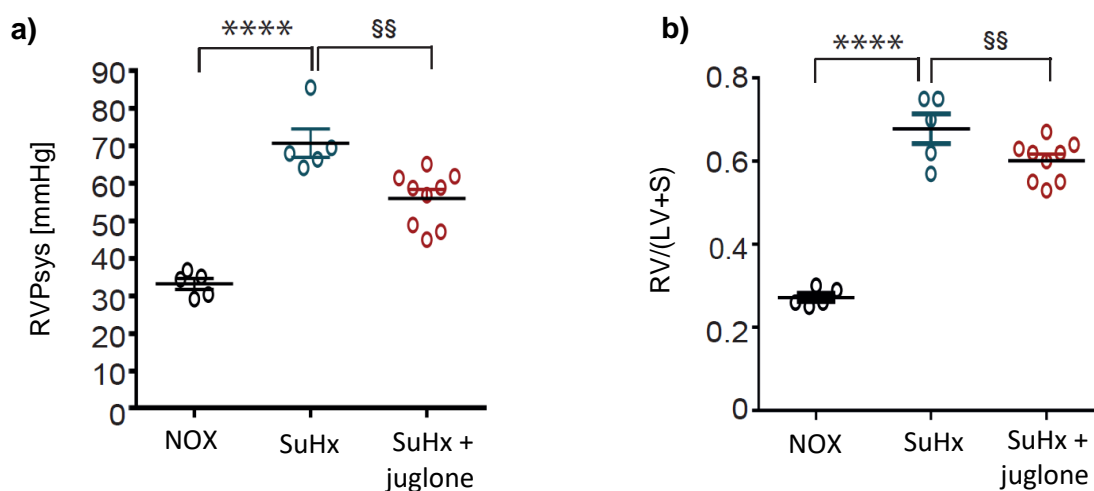 a)
**** §§
RVPsys [mmHg]
90
80
70
60
50
40
30
20
10
0
NOX SuHx SuHx +
juglone
b)
**** §§
RV/(LV+S)
0.8
0.6
0.4
0.2
0
NOX SuHx SuHx +
juglone